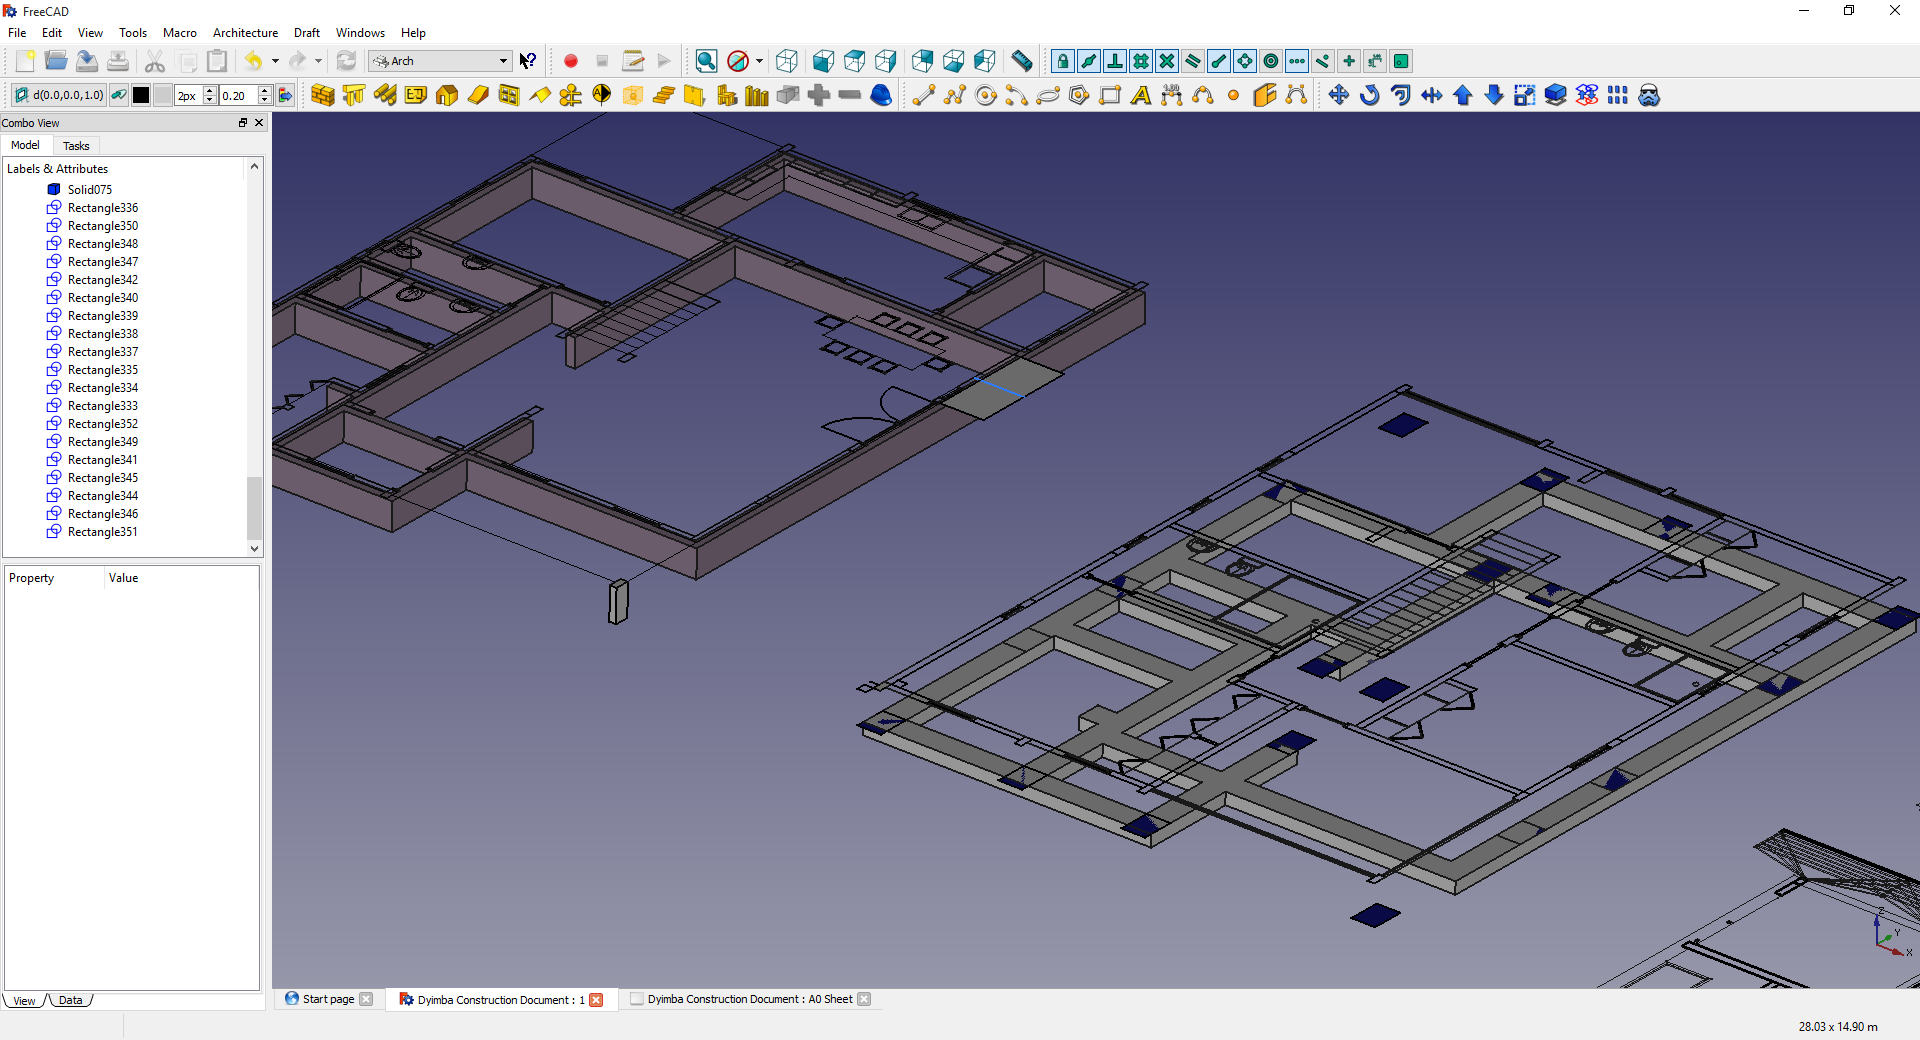 FreeCAD
File Edit View Tools Macro Architecture Draft Windows Help
Arch
d(0.0,0.0,1.0) 2px 0.20
Combo View
Model Tasks
Labels & Attributes
Solid075
Rectangle336
Rectangle350
Rectangle348
Rectangle347
Rectangle342
Rectangle340
Rectangle339
Rectangle338
Rectangle337
Rectangle335
Rectangle334
Rectangle333
Rectangle352
Rectangle349
Rectangle341
Rectangle345
Rectangle344
Rectangle346
Rectangle351
Property Value
View Data
Z
Y
X
Start page
Dyimba Construction Document : 1
Dyimba Construction Document : A0 Sheet
28.03 x 14.90 m